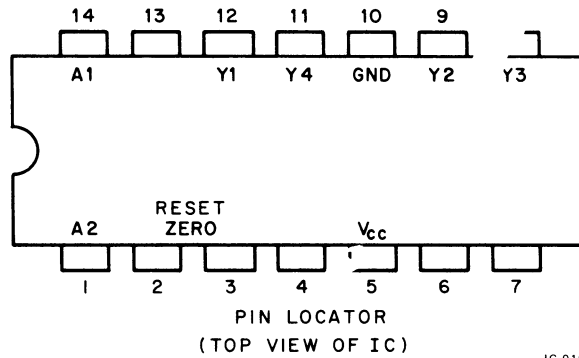 14 13 12 11 10 9
A1 Y1 Y4 GND Y2 Y3
RESET
A2 ZERO VCC
1 2 3 4 5 6 7
PIN LOCATOR
(TOP VIEW OF IC)